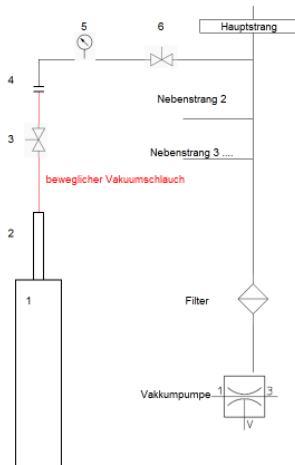 5
6
Hauptstrang
4
Nebenstrang 2
3
Nebenstrang 3 ....
beweglicher Vakuumschlauch
2
1
Filter
Vakkumpumpe
1
3
V